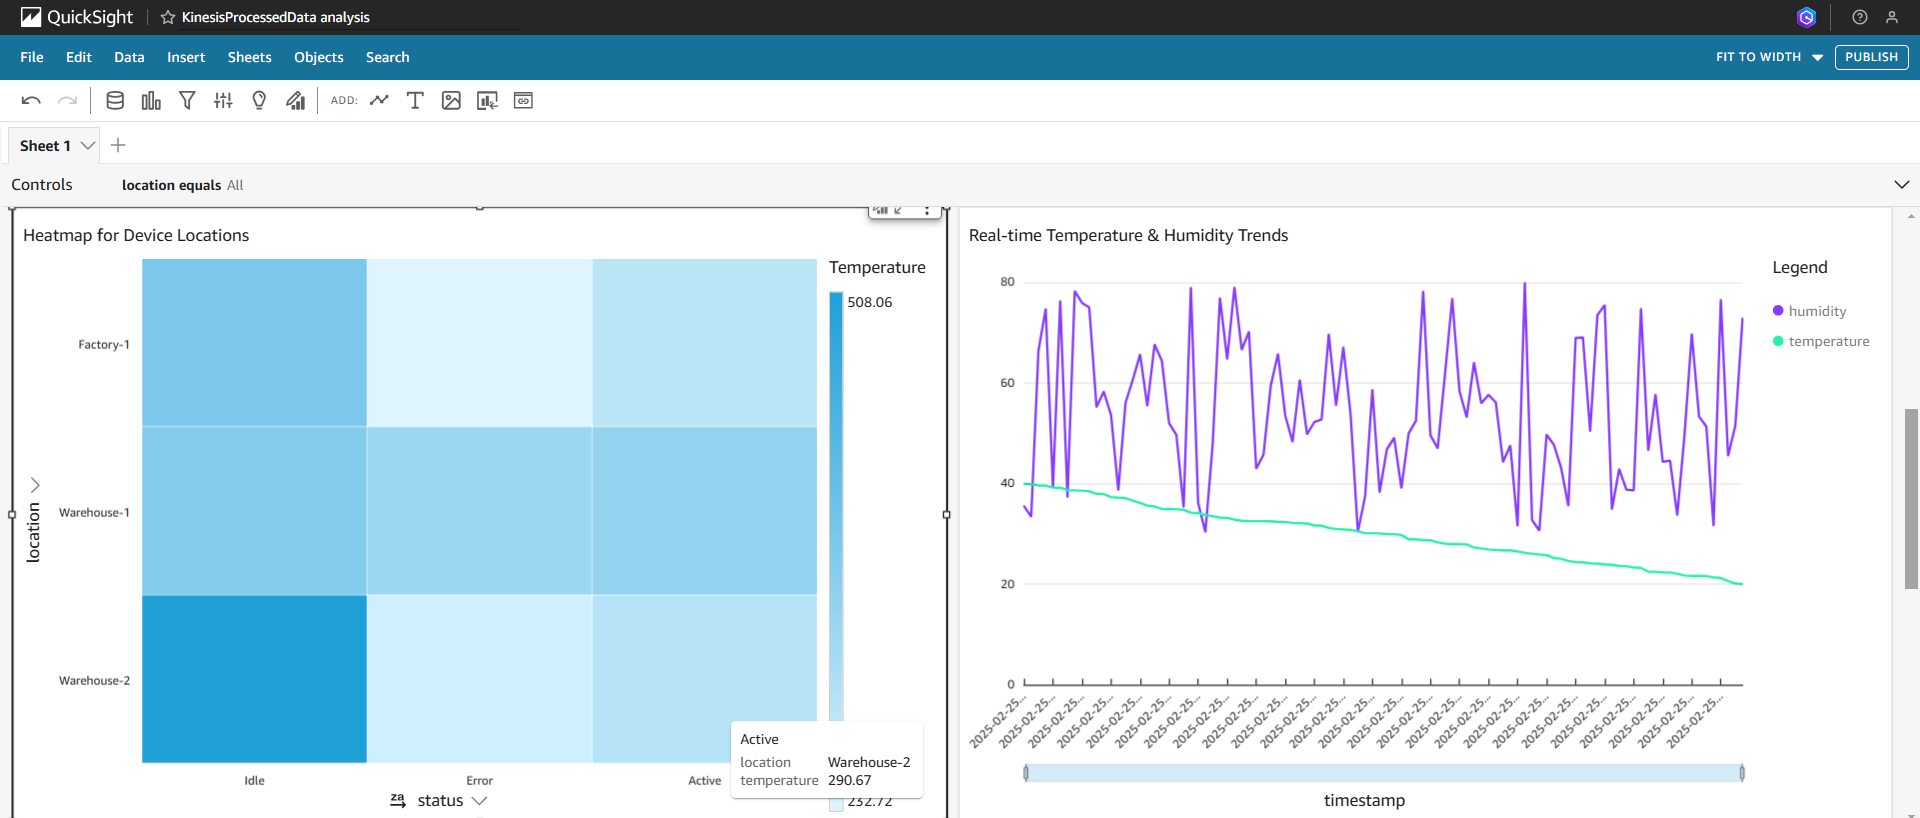 QuickSight
KinesisProcessedData analysis
File Edit Data Insert Sheets Objects Search
FIT TO WIDTH
PUBLISH
ADD:
Sheet 1
Controls
location equals All
Heatmap for Device Locations
Temperature
508.06
Factory-1
Warehouse-1
Warehouse-2
location
Idle Error Active
za status
Active
location Warehouse-2
temperature 290.67
232.72
Real-time Temperature & Humidity Trends
Legend
humidity
temperature
80
60
40
20
0
2025-02-25... 2025-02-25... 2025-02-25... 2025-02-25... 2025-02-25... 2025-02-25... 2025-02-25... 2025-02-25... 2025-02-25... 2025-02-25... 2025-02-25... 2025-02-25... 2025-02-25... 2025-02-25... 2025-02-25... 2025-02-25... 2025-02-25... 2025-02-25... 2025-02-25... 2025-02-25... 2025-02-25... 2025-02-25... 2025-02-25... 2025-02-25... 2025-02-25...
timestamp